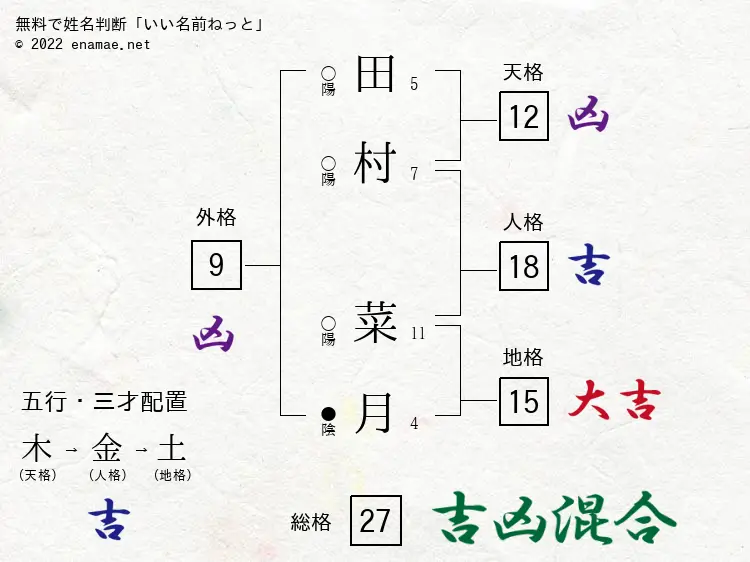 無料で姓名判断「いい名前ねっと」
© 2022 enamae.net
天格
12
凶
○
陽
田
5
○
陽
村
7
外格
9
凶
人格
18
吉
○
陽
菜
11
地格
15
大吉
●
陰
月
4
五行・三才配置
木→金→土
(天格) (人格) (地格)
吉
総格
27
吉凶混合